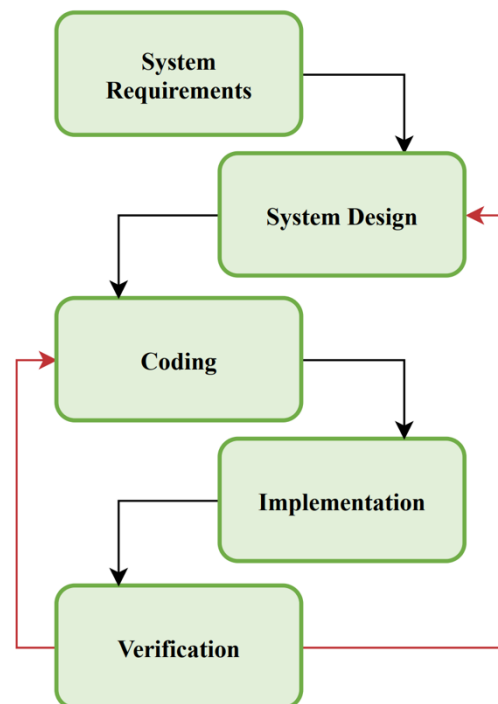 System
Requirements
System Design
Coding
Implementation
Verification